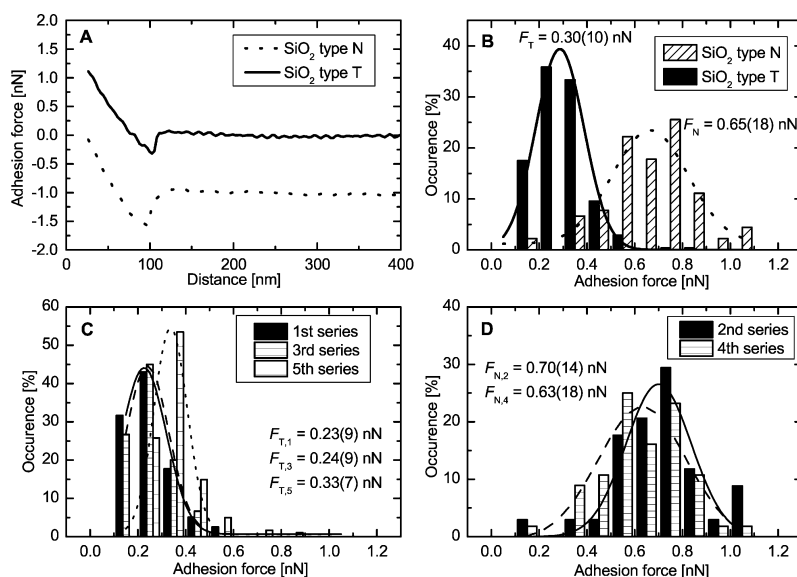 A
SiO2 type N
SiO2 type T
2.0
1.5
1.0
0.5
0.0
-0.5
-1.0
-1.5
-2.0
Adhesion force [nN]
0
100
200
300
400
Distance [nm]
B
FT = 0.30(10) nN
SiO2 type N
SiO2 type T
FN = 0.65(18) nN
40
30
20
10
0
Occurence [%]
0.0
0.2
0.4
0.6
0.8
1.0
Adhesion force [nN]
C
1st series
3rd series
5th series
FT,1 = 0.23(9) nN
FT,3 = 0.24(9) nN
FT,5 = 0.33(7) nN
60
50
40
30
20
10
0
Occurence [%]
0.0
0.2
0.4
0.6
0.8
1.0
1.2
Adhesion force [nN]
D
2nd series
4th series
FN,2 = 0.70(14) nN
FN,4 = 0.63(18) nN
40
30
20
10
0
Occurence [%]
0.0
0.2
0.4
0.6
0.8
1.0
1.2
Adhesion force [nN]